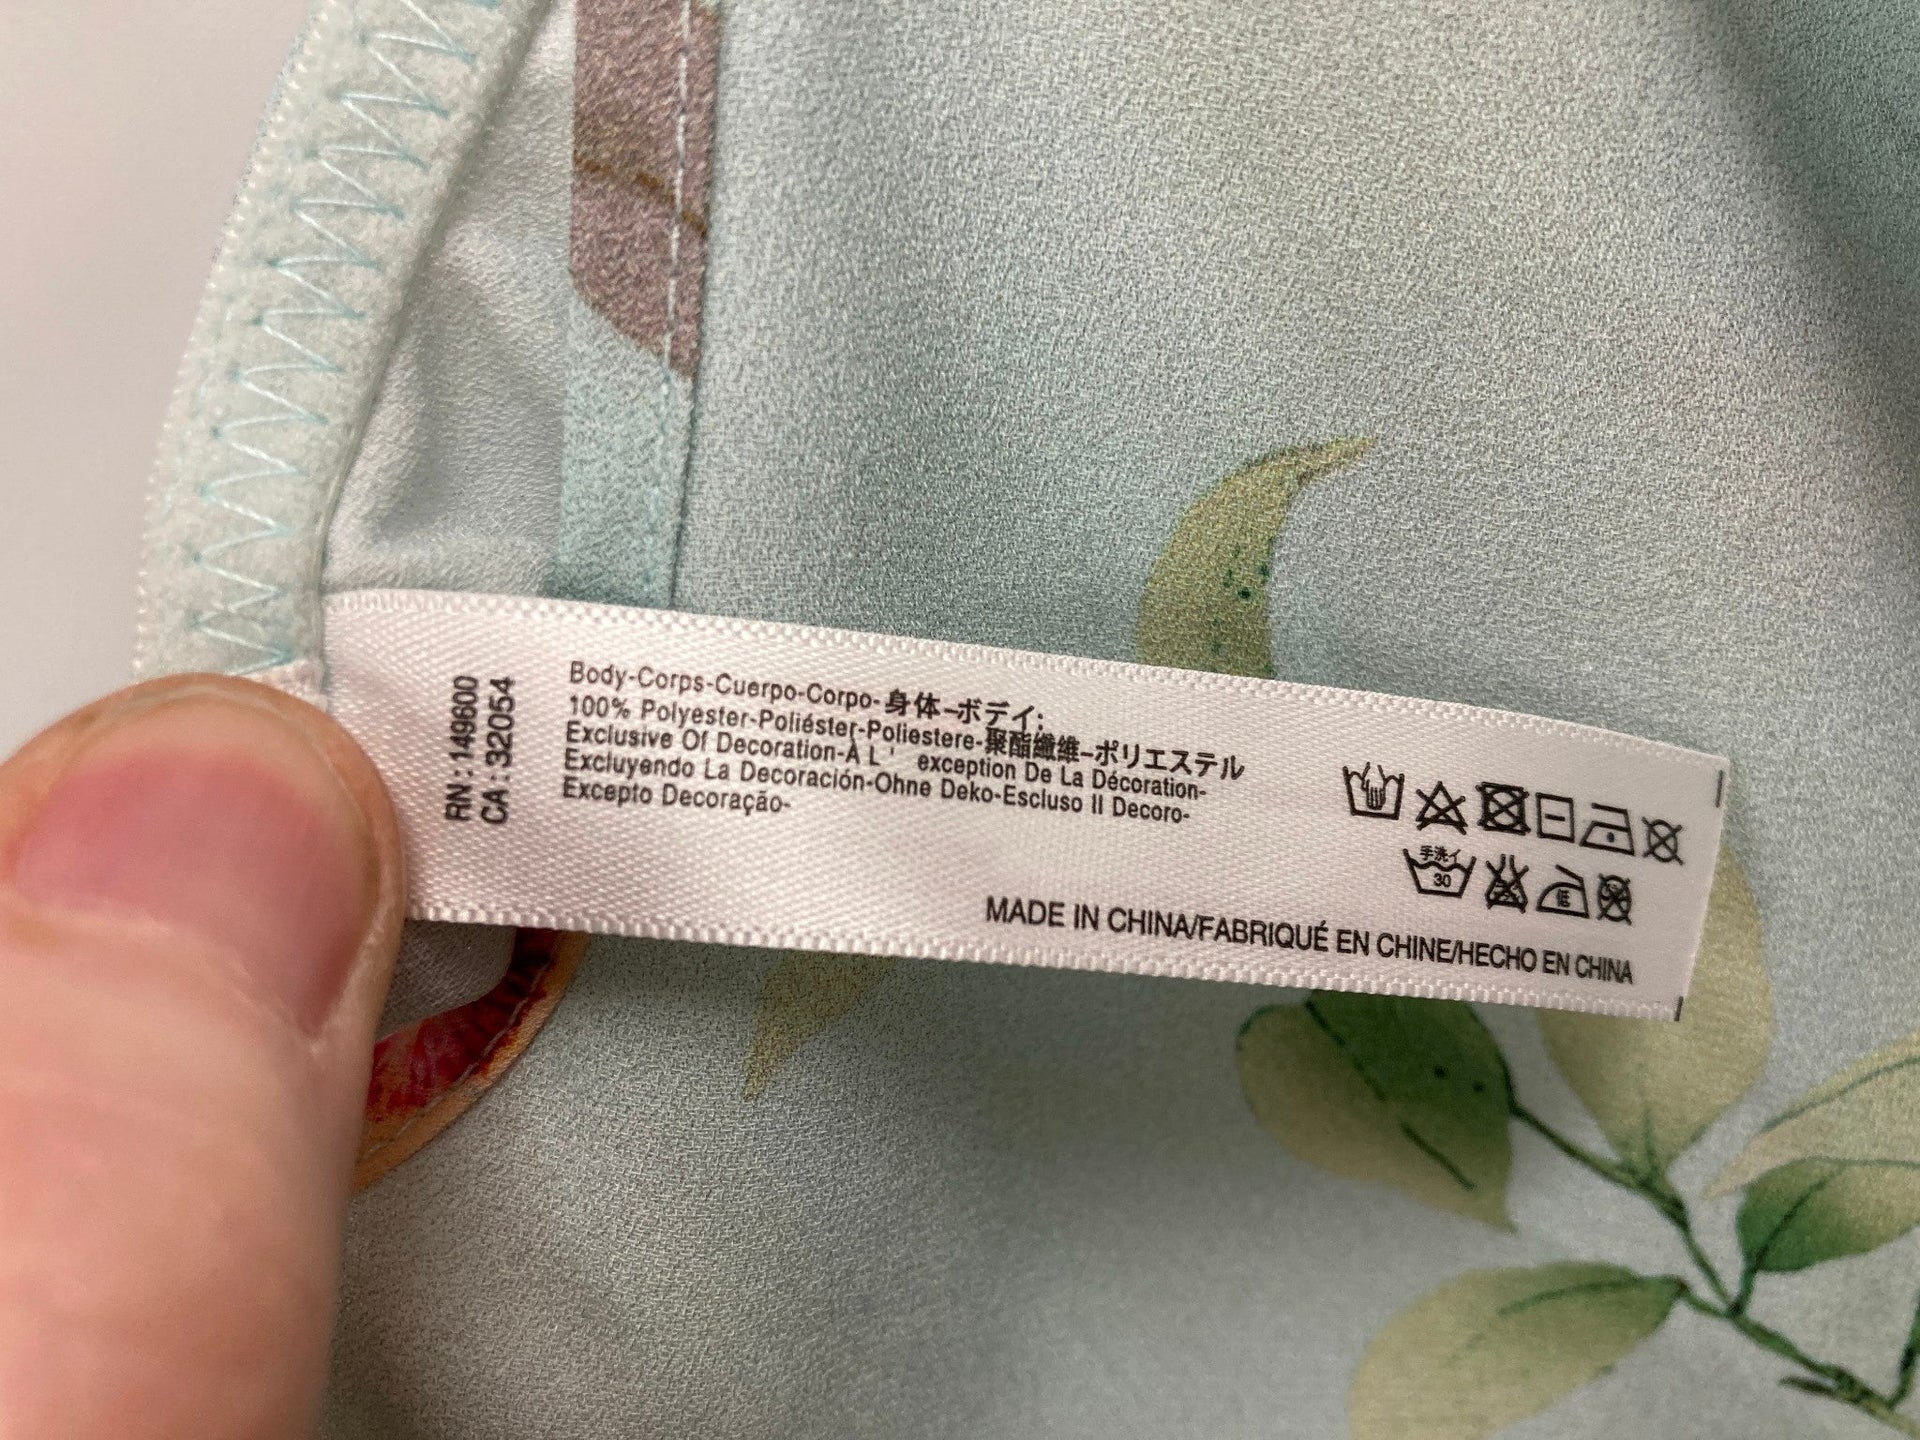 RN : 149600
CA : 32054
Body-Corps-Cuerpo-Corpo-身体-ボディ:
100% Polyester-Poliéster-Poliestere-聚酯纖維-ポリエステル
Exclusive Of Decoration-À L' exception De La Décoration-
Excluyendo La Decoración-Ohne Deko-Escluso Il Decoro-
Excepto Decoração-
手洗イ
30
低
MADE IN CHINA/FABRIQUÉ EN CHINE/HECHO EN CHINA